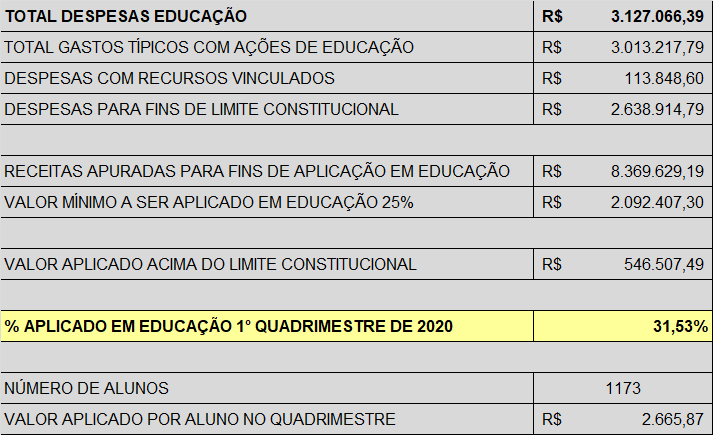 TOTAL DESPESAS EDUCAÇÃO R$ 3.127.066,39
TOTAL GASTOS TÍPICOS COM AÇÕES DE EDUCAÇÃO R$ 3.013.217,79
DESPESAS COM RECURSOS VINCULADOS R$ 113.848,60
DESPESAS PARA FINS DE LIMITE CONSTITUCIONAL R$ 2.638.914,79
RECEITAS APURADAS PARA FINS DE APLICAÇÃO EM EDUCAÇÃO R$ 8.369.629,19
VALOR MÍNIMO A SER APLICADO EM EDUCAÇÃO 25% R$ 2.092.407,30
VALOR APLICADO ACIMA DO LIMITE CONSTITUCIONAL R$ 546.507,49
% APLICADO EM EDUCAÇÃO 1° QUADRIMESTRE DE 2020 31,53%
NÚMERO DE ALUNOS 1173
VALOR APLICADO POR ALUNO NO QUADRIMESTRE R$ 2.665,87